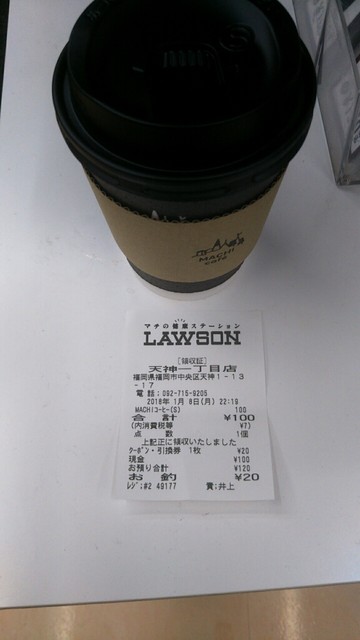 MACHI
café
マチの健康ステーション
LAWSON
[領収証]
天神一丁目店
福岡県福岡市中央区天神1-13
-17
電話:092-715-9205
2018年 1月 8日(月) 22:19
MACHIコーヒー(S) 100
合 計 ¥100
(内消費税等 ¥7)
点 数 1個
上記正に領収いたしました
クーポン・引換券 1枚 ¥20
現金 ¥100
お預り合計 ¥120
お 釣 ¥20
レジ:#2 49177 責:井上